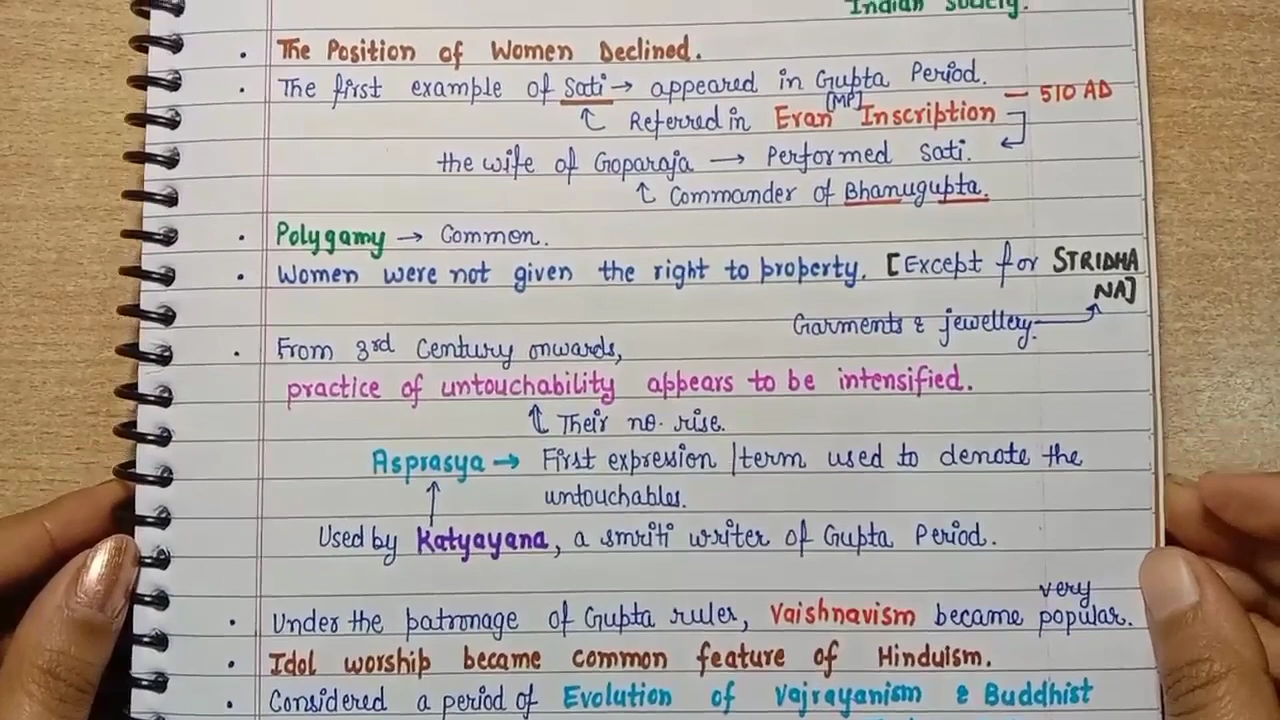 Indian Society.
• The Position of Women Declined.
• The first example of Sati → appeared in Gupta Period.
↑ Referred in Eran [MP] Inscription — 510 AD
the wife of Goparaja → Performed Sati.
↑ Commander of Bhanugupta.
• Polygamy → Common.
• Women were not given the right to property. [Except for STRIDHA
NA]
Garments & jewellery.
• From 3rd Century onwards,
practice of untouchability appears to be intensified.
↑ Their no. rise.
Asprasya → First expression/term used to denote the
untouchables.
Used by Katyayana, a smriti writer of Gupta Period.
• Under the patronage of Gupta ruler, Vaishnavism became very popular.
• Idol worship became common feature of Hinduism.
• Considered a period of Evolution of Vajrayanism & Buddhist